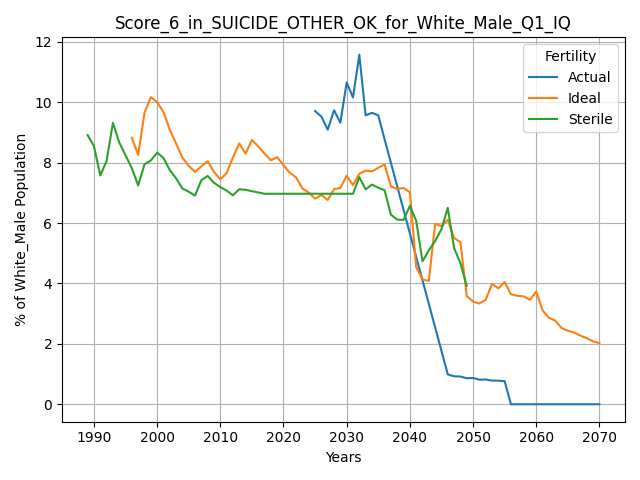 Score_6_in_SUICIDE_OTHER_OK_for_White_Male_Q1_IQ
Fertility
Actual
Ideal
Sterile
% of White_Male Population
12
10
8
6
4
2
0
1990 2000 2010 2020 2030 2040 2050 2060 2070
Years